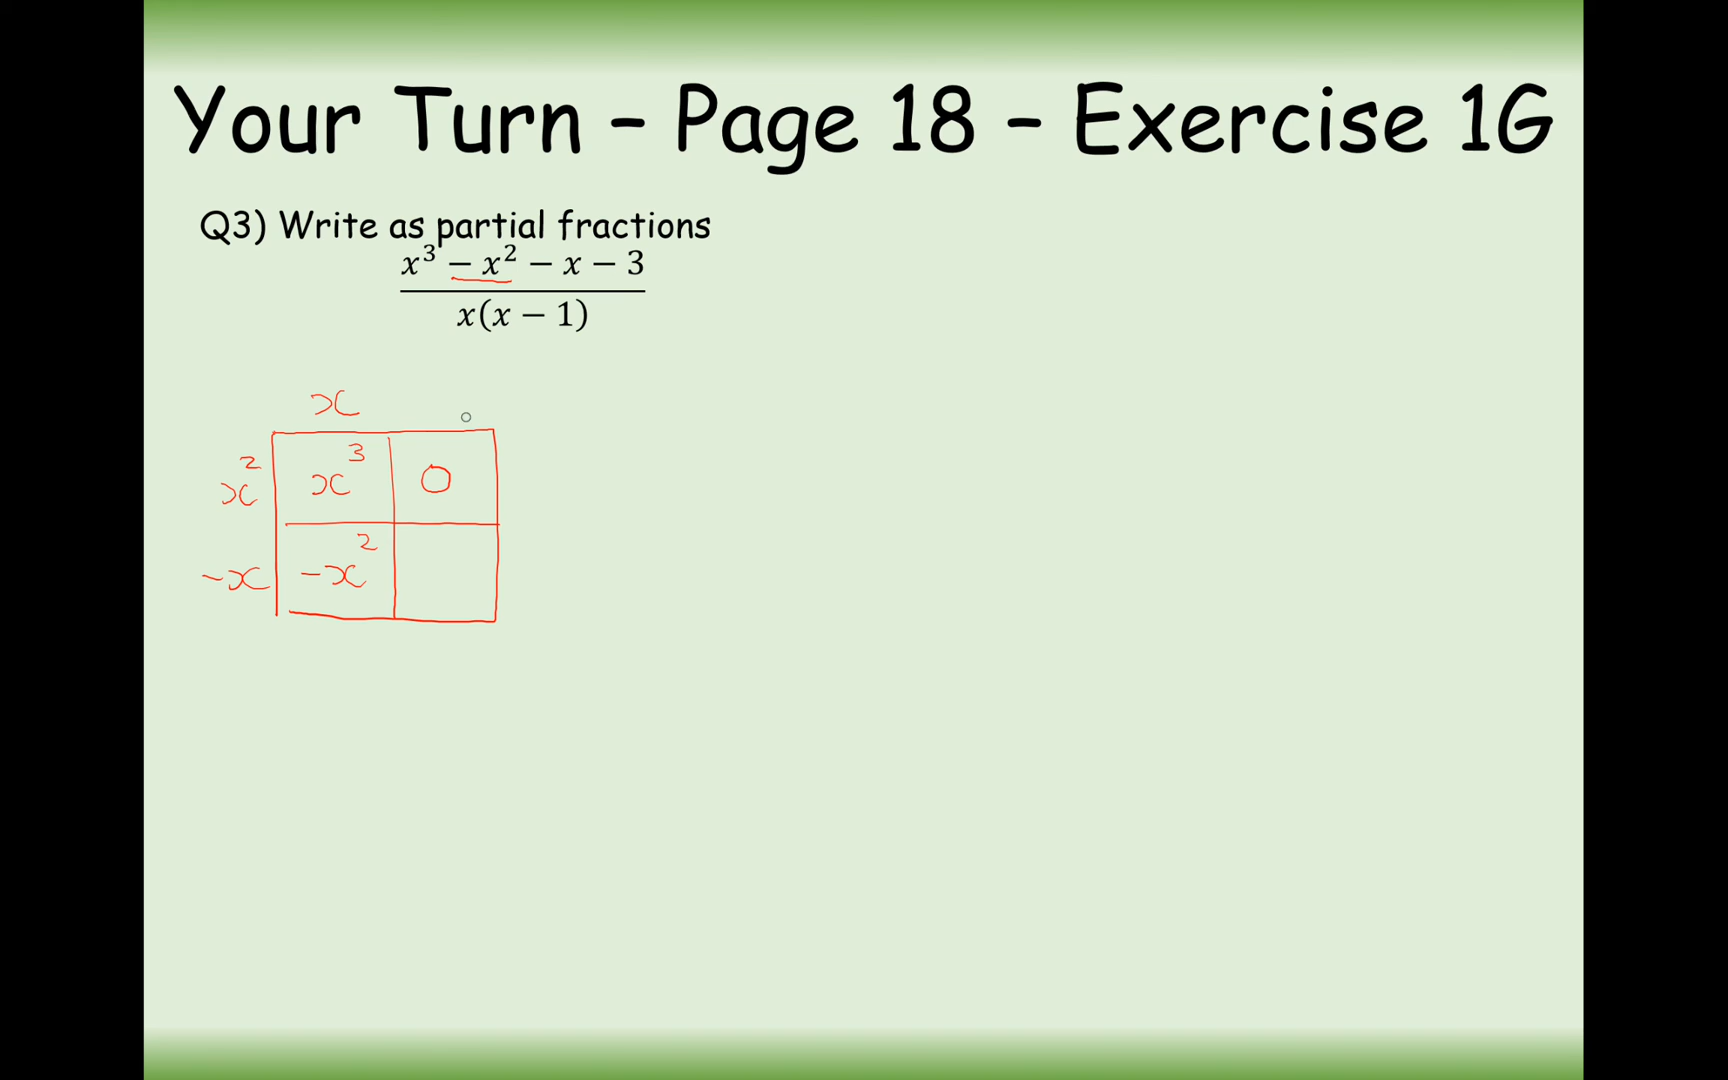 Your Turn – Page 18 – Exercise 1G
Q3) Write as partial fractions
x³ − x² − x − 3
x(x − 1)
x
x² x³ 0
-x -x²